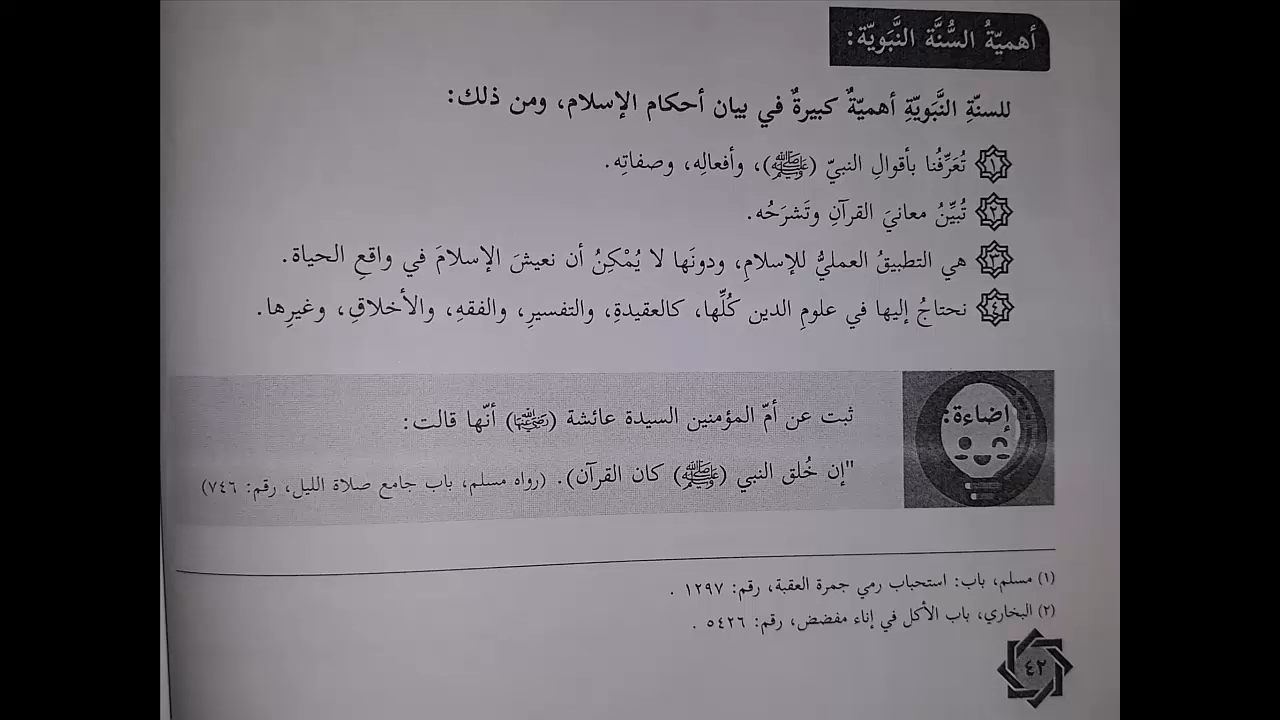 أهميّةُ السُّنَّة النَّبَويّة:
للسنّةِ النَّبَويّةِ أهميّةٌ كبيرةٌ في بيان أحكام الإسلام، ومن ذلك:
١ تُعَرِّفُنا بأقوالِ النبيّ (ﷺ)، وأفعالِه، وصفاتِه.
٢ تُبيِّنُ معانيَ القرآنِ وتَشرَحُه.
٣ هي التطبيقُ العمليُّ للإسلامِ، ودونَها لا يُمْكِنُ أن نعيشَ الإسلامَ في واقعِ الحياة.
٤ نحتاجُ إليها في علومِ الدين كُلِّها، كالعقيدةِ، والتفسيرِ، والفقهِ، والأخلاقِ، وغيرِها.
إضاءة:
ثبت عن أمّ المؤمنين السيدة عائشة (رضي الله عنها) أنّها قالت:
"إن خُلق النبي (ﷺ) كان القرآن). (رواه مسلم، باب جامع صلاة الليل، رقم: ٧٤٦)
(١) مسلم، باب: استحباب رمي جمرة العقبة، رقم: ١٢٩٧ .
(٢) البخاري، باب الأكل في إناء مفضض، رقم: ٥٤٢٦ .
٤٢